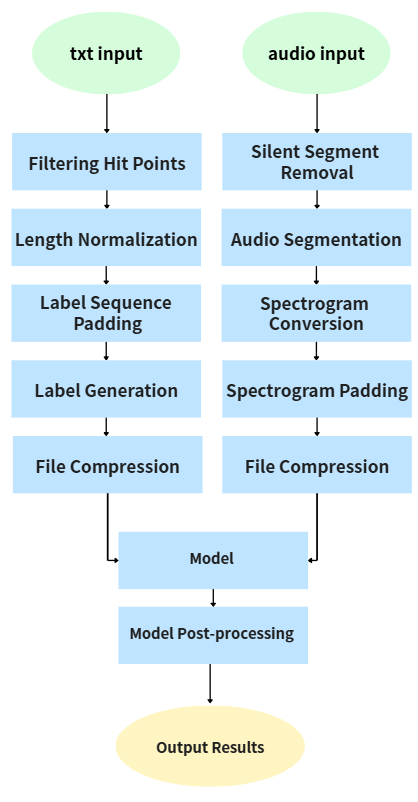 txt input
audio input
Filtering Hit Points
Silent Segment
Removal
Length Normalization
Audio Segmentation
Label Sequence
Padding
Spectrogram
Conversion
Label Generation
Spectrogram Padding
File Compression
File Compression
Model
Model Post-processing
Output Results